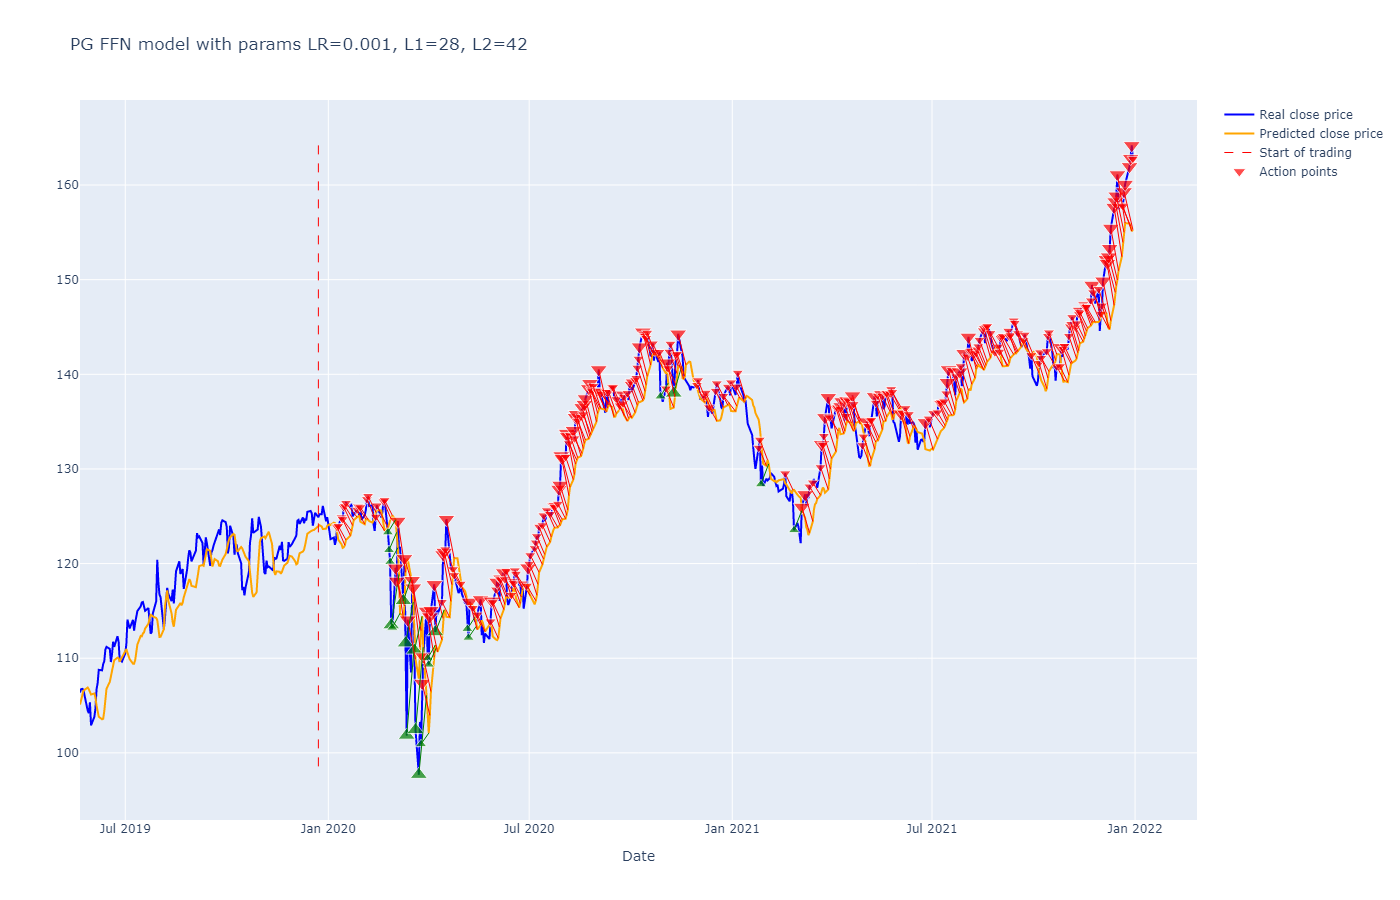 PG FFN model with params LR=0.001, L1=28, L2=42
Real close price
Predicted close price
Start of trading
Action points
160
150
140
130
120
110
100
Jul 2019
Jan 2020
Jul 2020
Jan 2021
Jul 2021
Jan 2022
Date